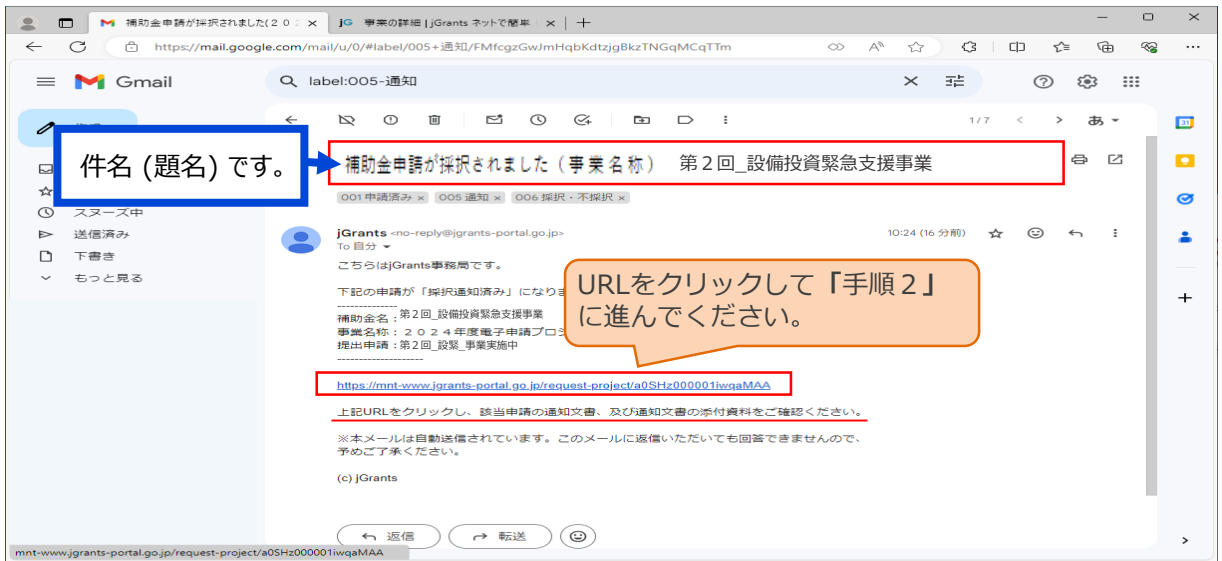 補助金申請が採択されました(２０２
事業の詳細 | jGrants ネットで簡単
https://mail.google.com/mail/u/0/#label/005+通知/FMfcgzGwJmHqbKdtzjgBkzTNGqMCqTTm
Gmail
label:005-通知
1/7
あ
31
件名 (題名) です。
補助金申請が採択されました（事業名称） 第２回_設備投資緊急支援事業
001 申請済み × 005 通知 × 006 採択・不採択 ×
スヌーズ中
送信済み
下書き
もっと見る
jGrants <no-reply@jgrants-portal.go.jp>
10:24 (16 分前)
To 自分
こちらはjGrants事務局です。
下記の申請が「採択通知済み」になりま
URLをクリックして「手順２」
に進んでください。
--------------
補助金名：第2回_設備投資緊急支援事業
事業名称：２０２４年度電子申請プロジ
提出申請：第2回_設緊_事業実施中
--------------------
https://mnt-www.jgrants-portal.go.jp/request-project/a0SHz000001iwqaMAA
上記URLをクリックし、該当申請の通知文書、及び通知文書の添付資料をご確認ください。
※本メールは自動送信されています。このメールに返信いただいても回答できませんので、
予めご了承ください。
(c) jGrants
返信
転送
mnt-www.jgrants-portal.go.jp/request-project/a0SHz000001iwqaMAA